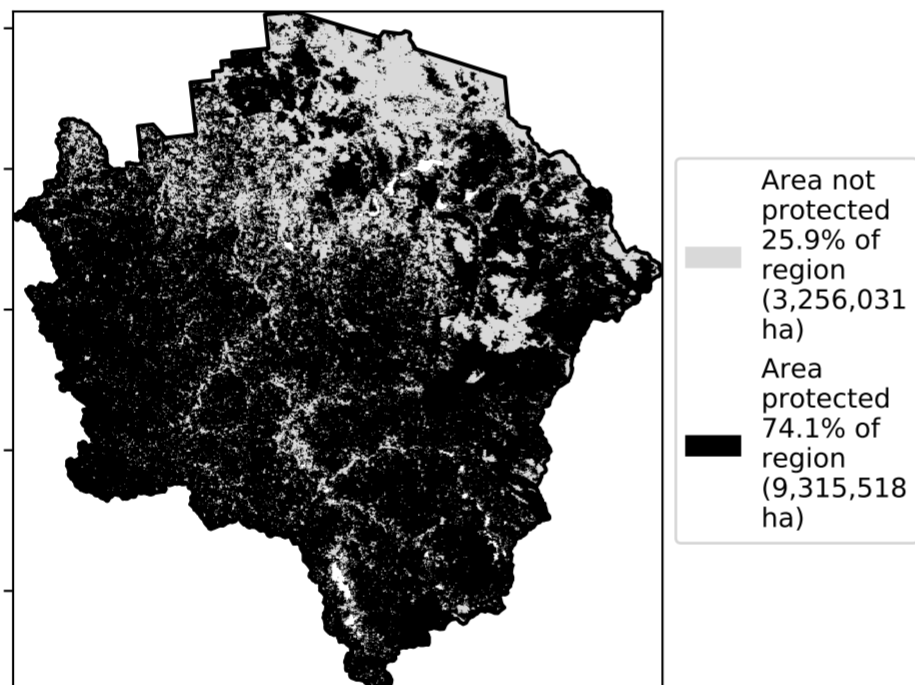 Area not
protected
25.9% of
region
(3,256,031
ha)
Area
protected
74.1% of
region
(9,315,518
ha)